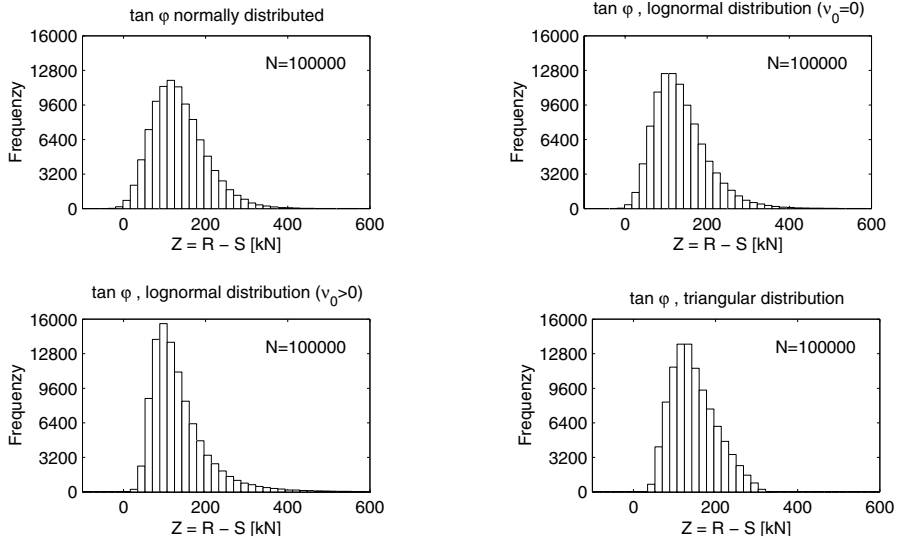 tan φ normally distributed
16000
12800
9600
6400
3200
0
Frequenzy
N=100000
0 200 400 600
Z = R − S [kN]
tan φ , lognormal distribution (ν₀=0)
16000
12800
9600
6400
3200
0
Frequenzy
N=100000
0 200 400 600
Z = R − S [kN]
tan φ , lognormal distribution (ν₀>0)
16000
12800
9600
6400
3200
0
Frequenzy
N=100000
0 200 400 600
Z = R − S [kN]
tan φ , triangular distribution
16000
12800
9600
6400
3200
0
Frequenzy
N=100000
0 200 400 600
Z = R − S [kN]